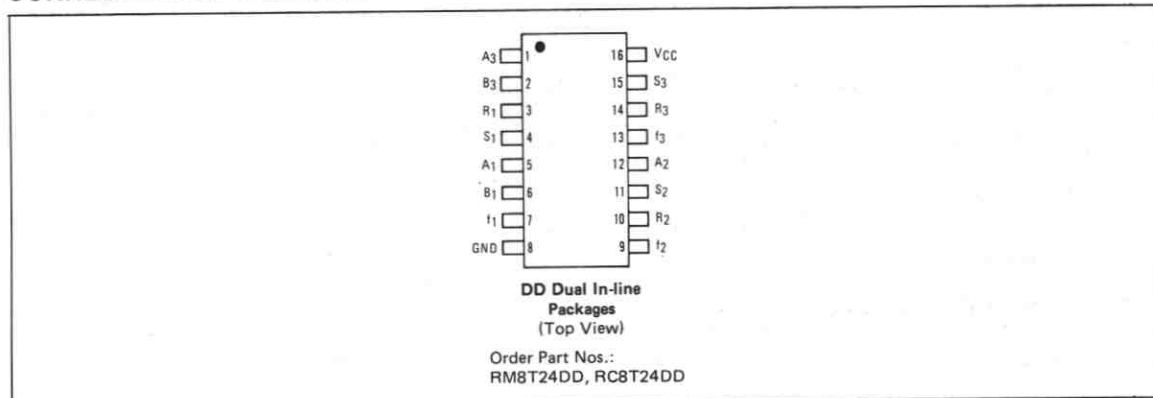 A3 1 16 VCC
B3 2 15 S3
R1 3 14 R3
S1 4 13 f3
A1 5 12 A2
B1 6 11 S2
f1 7 10 R2
GND 8 9 f2
DD Dual In-line
Packages
(Top View)
Order Part Nos.:
RM8T24DD, RC8T24DD